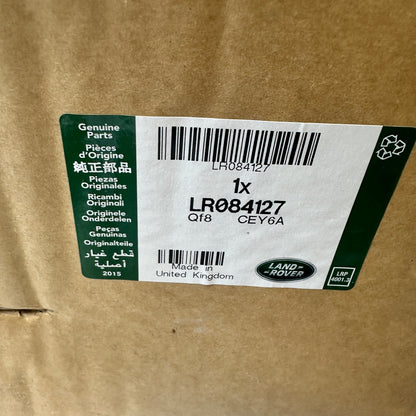 Genuine
Parts
Pièces
d'Origine
純正部品
Piezas
Originales
Ricambi
Originali
Originele
Onderdelen
Peças
Genuinas
Originalteile
قطع غيار
أصلية
2015
LR084127
1x
LR084127
Qf8 CEY6A
Made in
United Kingdom
LAND-
-ROVER
LRP
4001.3